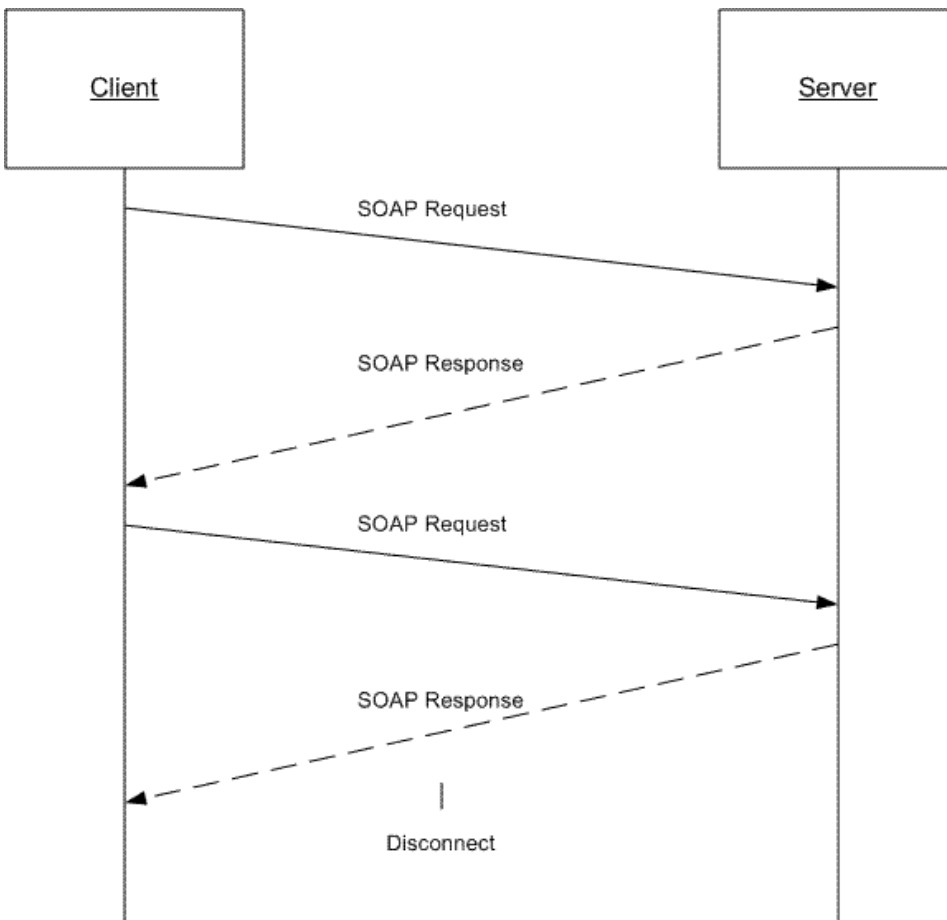 Client
Server
SOAP Request
SOAP Response
SOAP Request
SOAP Response
Disconnect